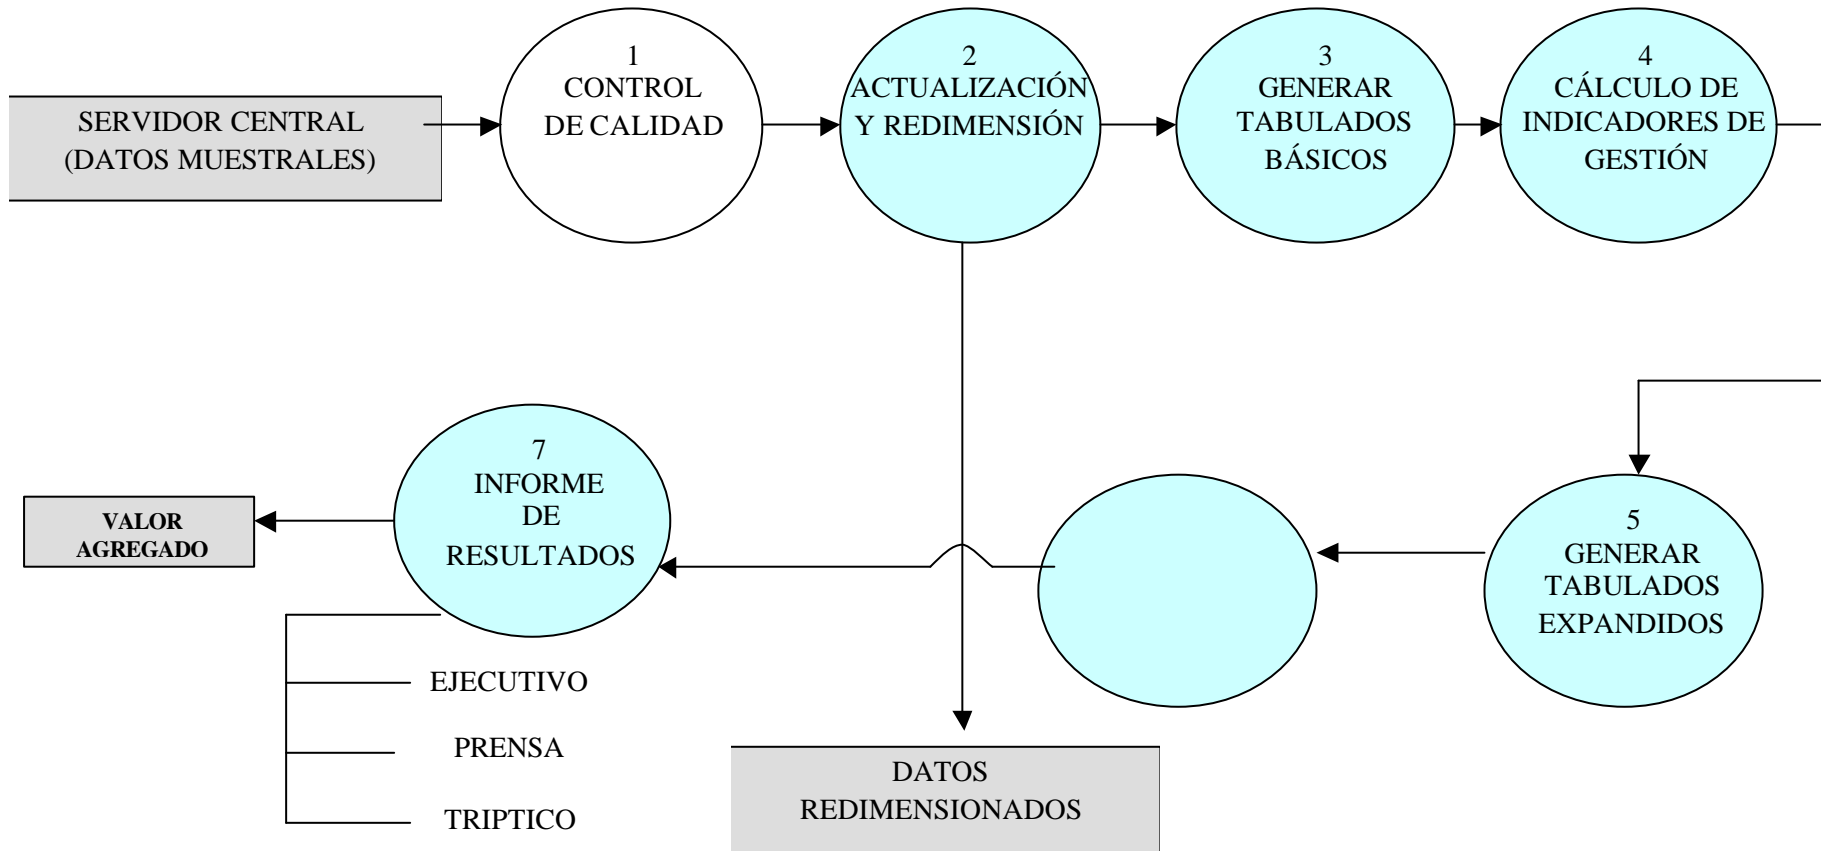 SERVIDOR CENTRAL
(DATOS MUESTRALES)
1
CONTROL
DE CALIDAD
2
ACTUALIZACIÓN
Y REDIMENSIÓN
3
GENERAR
TABULADOS
BÁSICOS
4
CÁLCULO DE
INDICADORES DE
GESTIÓN
5
GENERAR
TABULADOS
EXPANDIDOS
7
INFORME
DE
RESULTADOS
VALOR
AGREGADO
EJECUTIVO
PRENSA
TRIPTICO
DATOS
REDIMENSIONADOS